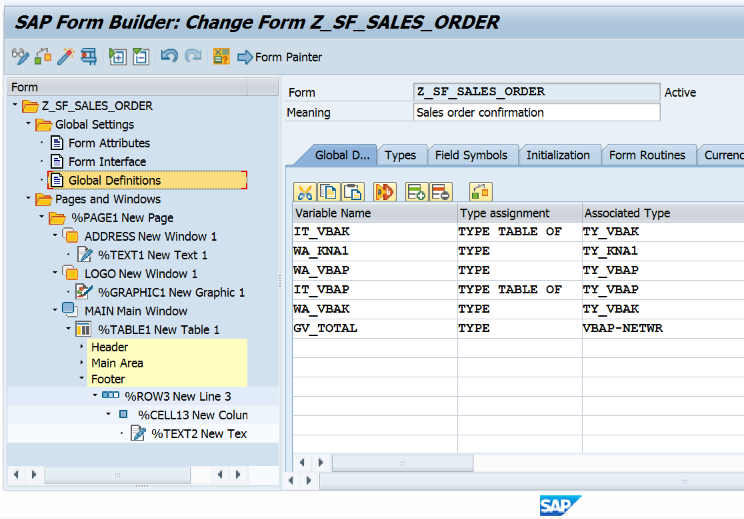 SAP Form Builder: Change Form Z_SF_SALES_ORDER
Form Painter
Form
Z_SF_SALES_ORDER
Global Settings
Form Attributes
Form Interface
Global Definitions
Pages and Windows
%PAGE1 New Page
ADDRESS New Window 1
%TEXT1 New Text 1
LOGO New Window 1
%GRAPHIC1 New Graphic 1
MAIN Main Window
%TABLE1 New Table 1
Header
Main Area
Footer
%ROW3 New Line 3
%CELL13 New Colun
%TEXT2 New Tex
Form Z_SF_SALES_ORDER Active
Meaning Sales order confirmation
Global D... Types Field Symbols Initialization Form Routines Currenc
Variable Name Type assignment Associated Type
IT_VBAK TYPE TABLE OF TY_VBAK
WA_KNA1 TYPE TY_KNA1
WA_VBAP TYPE TY_VBAP
IT_VBAP TYPE TABLE OF TY_VBAP
WA_VBAK TYPE TY_VBAK
GV_TOTAL TYPE VBAP-NETWR
SAP